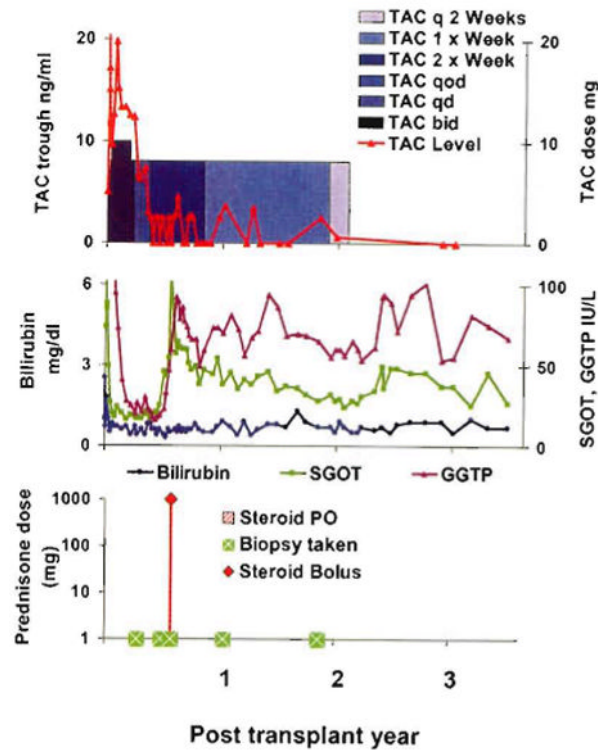 TAC q 2 Weeks
TAC 1 x Week
TAC 2 x Week
TAC qod
TAC qd
TAC bid
TAC Level
TAC trough ng/ml
20
10
0
TAC dose mg
20
10
0
Bilirubin
mg/dl
6
3
0
SGOT, GGTP IU/L
100
50
0
Bilirubin SGOT GGTP
Prednisone dose
(mg)
1000
100
10
1
Steroid PO
Biopsy taken
Steroid Bolus
1 2 3
Post transplant year